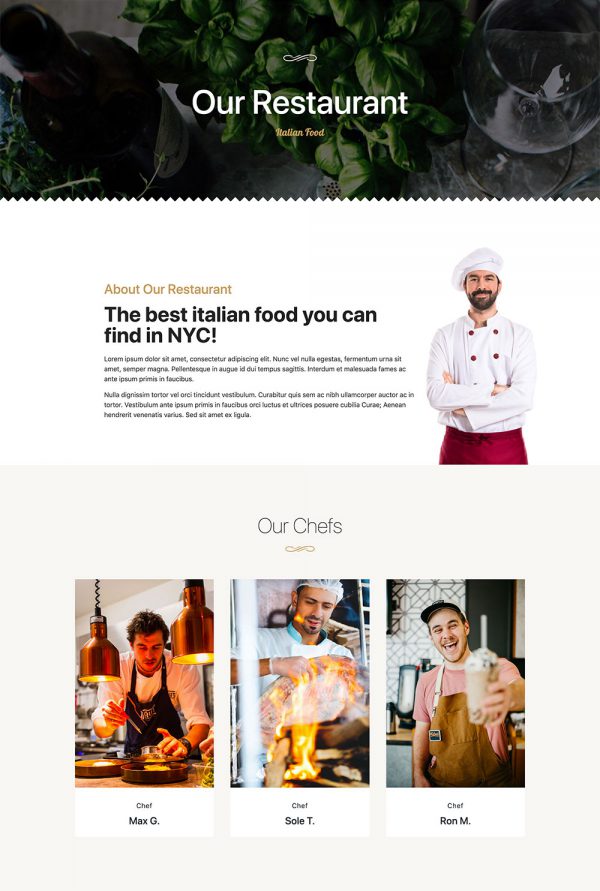 Our Restaurant
Italian Food
About Our Restaurant
The best italian food you can
find in NYC!
Lorem ipsum dolor sit amet, consectetur adipiscing elit. Nunc vel nulla egestas, fermentum urna sit
amet, semper magna. Pellentesque in augue id dui tempus sagittis. Interdum et malesuada fames ac
ante ipsum primis in faucibus.
Nulla dignissim tortor vel orci tincidunt vestibulum. Curabitur quis sem ac nibh ullamcorper auctor ac in
tortor. Vestibulum ante ipsum primis in faucibus orci luctus et ultrices posuere cubilia Curae; Aenean
hendrerit venenatis varius. Sed sit amet ex ligula.
Our Chefs
Chef
Max G.
Chef
Sole T.
Chef
Ron M.